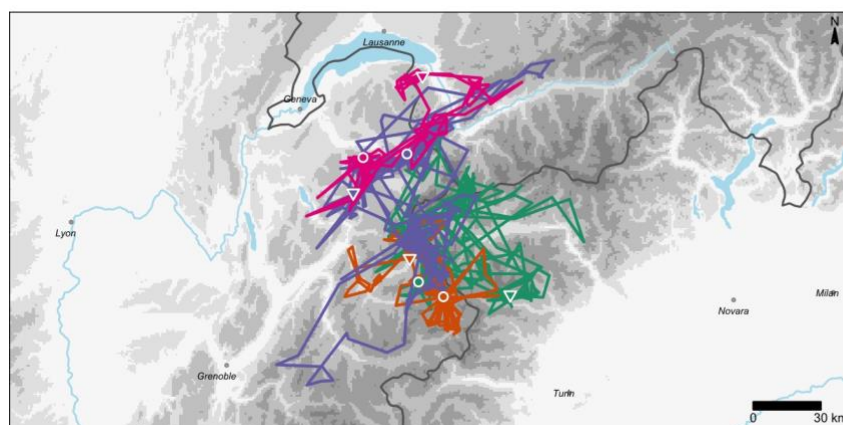 N
Lausanne
Geneva
Lyon
Milan
Novara
Grenoble
Turin
0 30 km